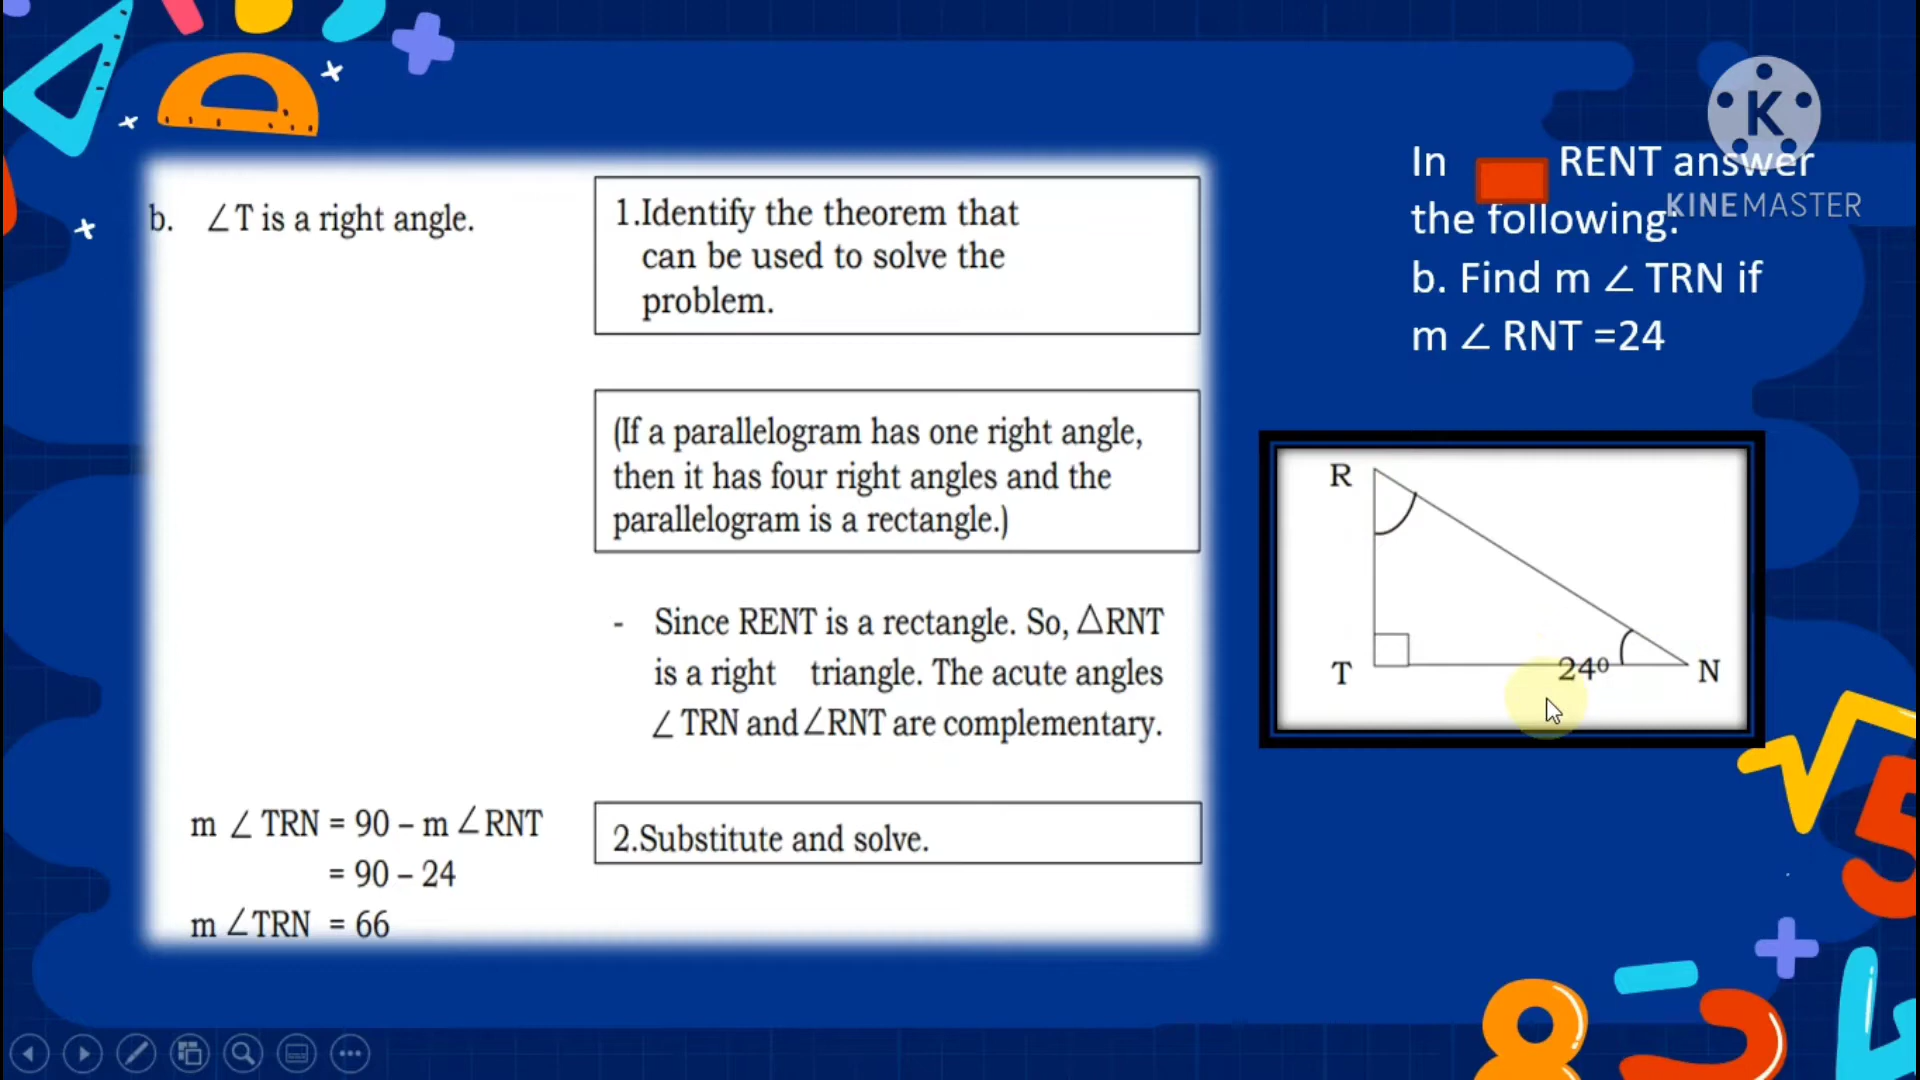 b. ∠T is a right angle.
1.Identify the theorem that
can be used to solve the
problem.
(If a parallelogram has one right angle,
then it has four right angles and the
parallelogram is a rectangle.)
- Since RENT is a rectangle. So, △RNT
is a right triangle. The acute angles
∠ TRN and ∠RNT are complementary.
m ∠ TRN = 90 – m ∠RNT
= 90 – 24
m ∠TRN = 66
2.Substitute and solve.
In RENT answer
the following:
b. Find m ∠ TRN if
m ∠ RNT =24
K
KINEMASTER
R
T
24⁰
N